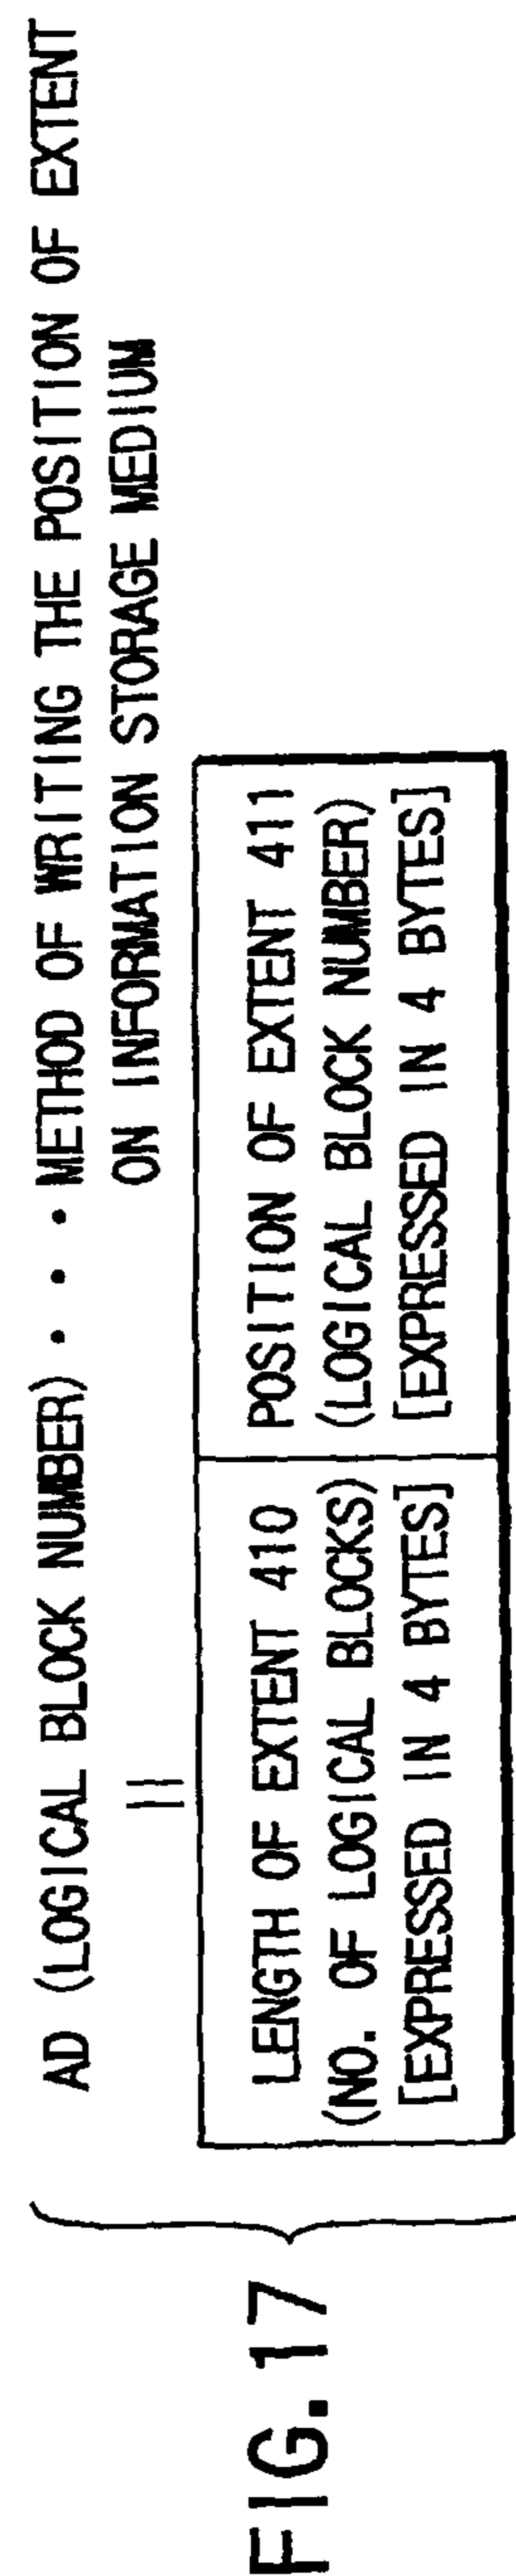 AD (LOGICAL BLOCK NUMBER) • • • METHOD OF WRITING THE POSITION OF EXTENT
ON INFORMATION STORAGE MEDIUM
||
LENGTH OF EXTENT 410
(NO. OF LOGICAL BLOCKS)
[EXPRESSED IN 4 BYTES]
POSITION OF EXTENT 411
(LOGICAL BLOCK NUMBER)
[EXPRESSED IN 4 BYTES]
FIG. 17